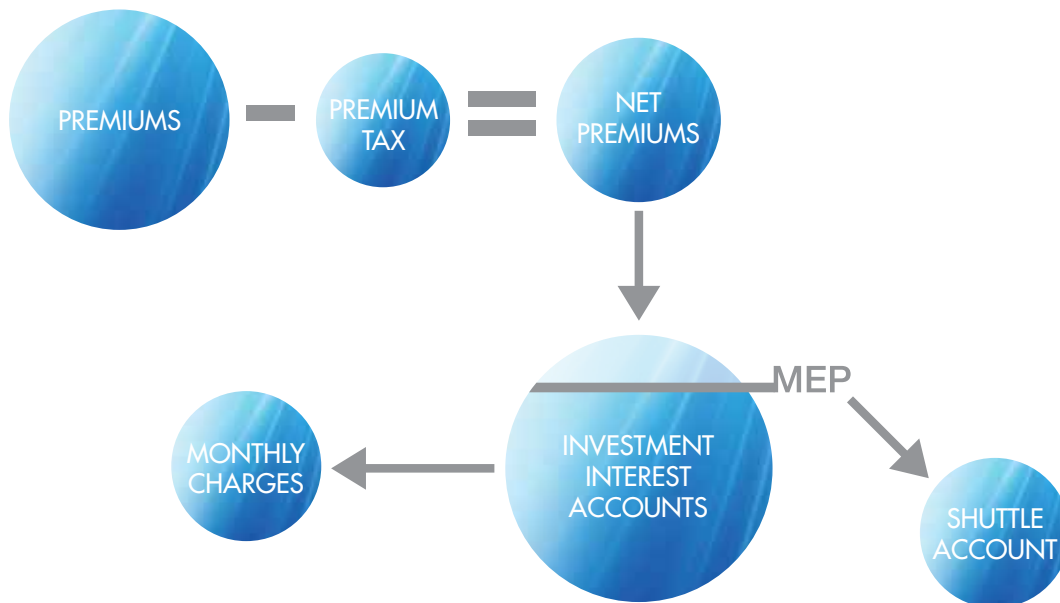 PREMIUMS
PREMIUM
TAX
NET
PREMIUMS
MEP
MONTHLY
CHARGES
INVESTMENT
INTEREST
ACCOUNTS
SHUTTLE
ACCOUNT